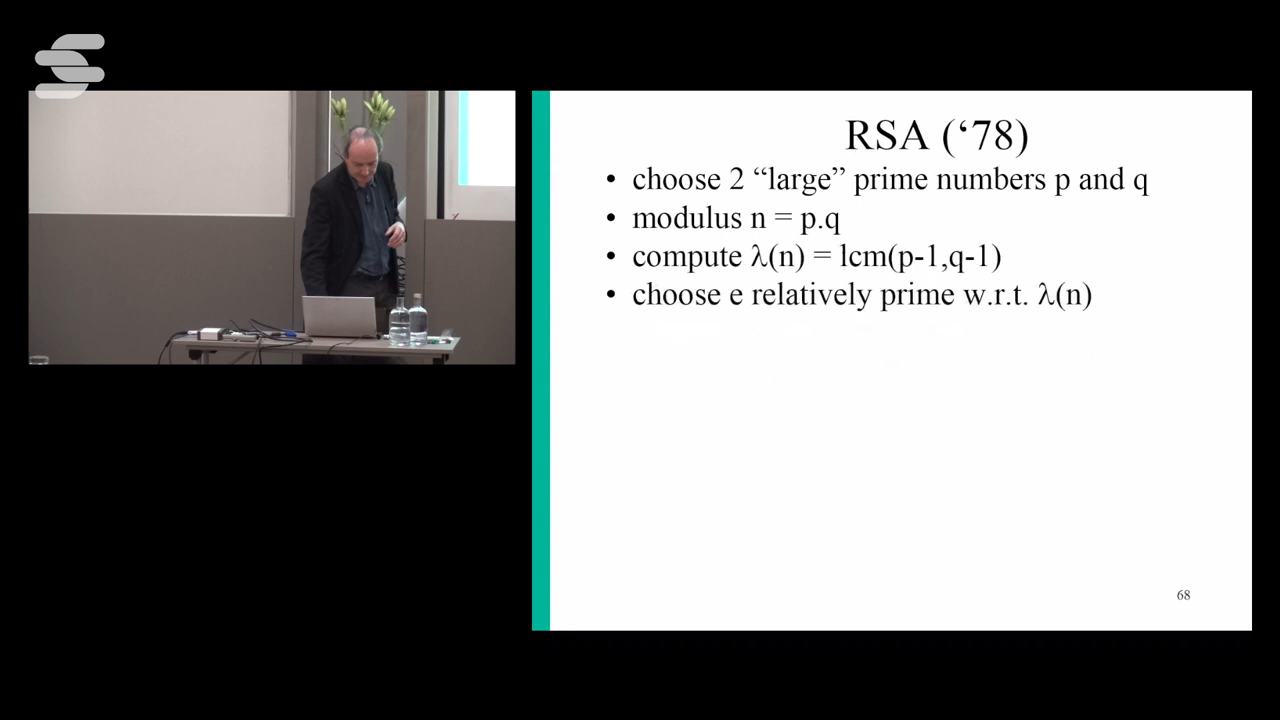 RSA (‘78)
• choose 2 “large” prime numbers p and q
• modulus n = p.q
• compute λ(n) = lcm(p-1,q-1)
• choose e relatively prime w.r.t. λ(n)
68